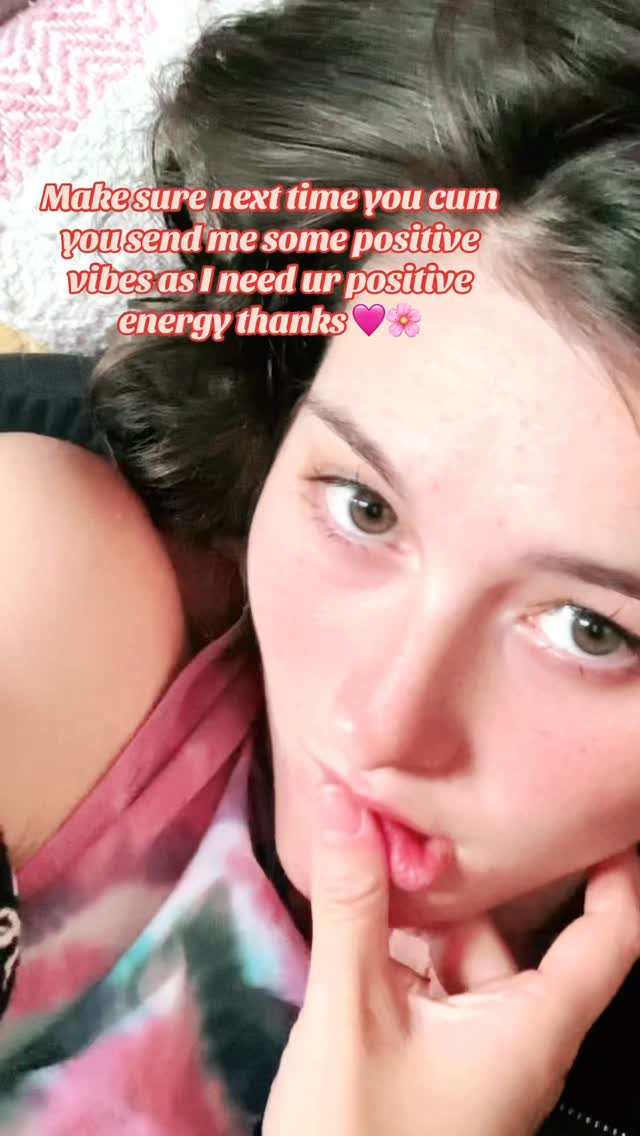 Make sure next time you cum
you send me some positive
vibes as I need ur positive
energy thanks 🩷🌸